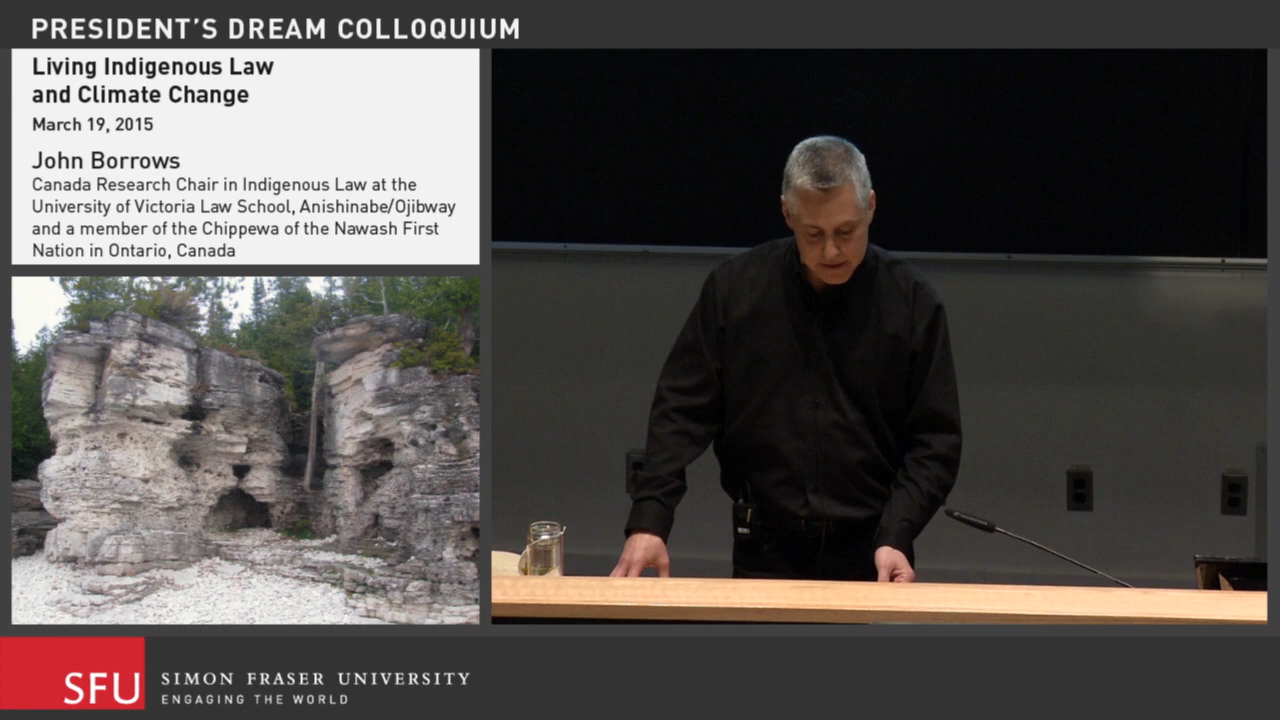 PRESIDENT'S DREAM COLLOQUIUM
Living Indigenous Law
and Climate Change
March 19, 2015
John Borrows
Canada Research Chair in Indigenous Law at the
University of Victoria Law School, Anishinabe/Ojibway
and a member of the Chippewa of the Nawash First
Nation in Ontario, Canada
SFU
SIMON FRASER UNIVERSITY
ENGAGING THE WORLD